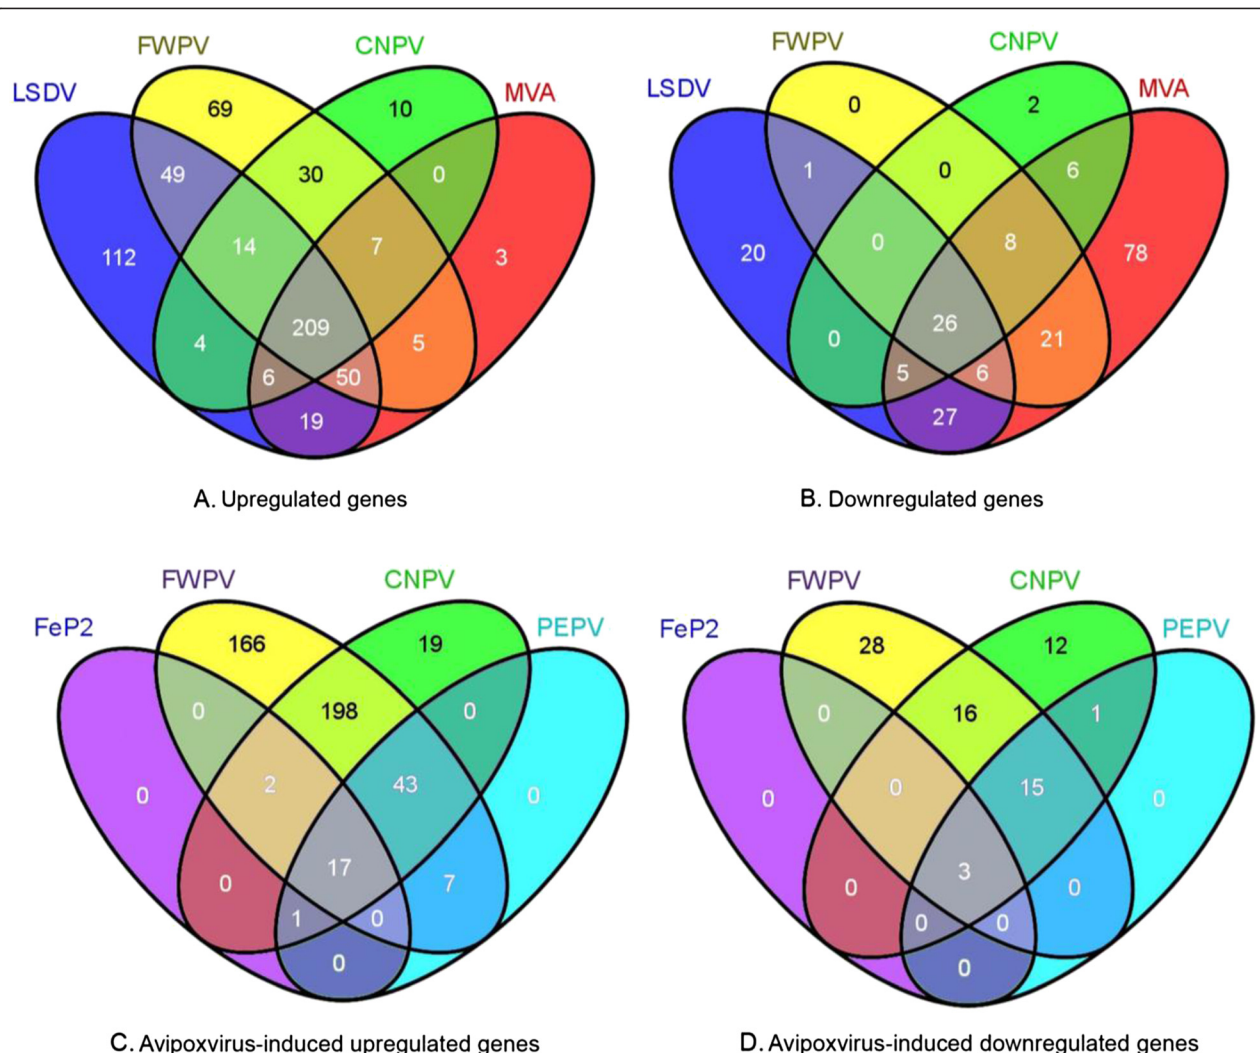 FWPV CNPV
LSDV MVA
69 10
49 30 0
112 14 7 3
209
4 5
6 50
19
A. Upregulated genes
FWPV CNPV
LSDV MVA
0 2
1 0 6
20 0 8 78
26
0 21
5 6
27
B. Downregulated genes
FWPV CNPV
FeP2 PEPV
166 19
0 198 0
0 2 43 0
17
0 7
1 0
0
C. Avipoxvirus-induced upregulated genes
FWPV CNPV
FeP2 PEPV
28 12
0 16 1
0 0 15 0
3
0 0
0 0
0
D. Avipoxvirus-induced downregulated genes